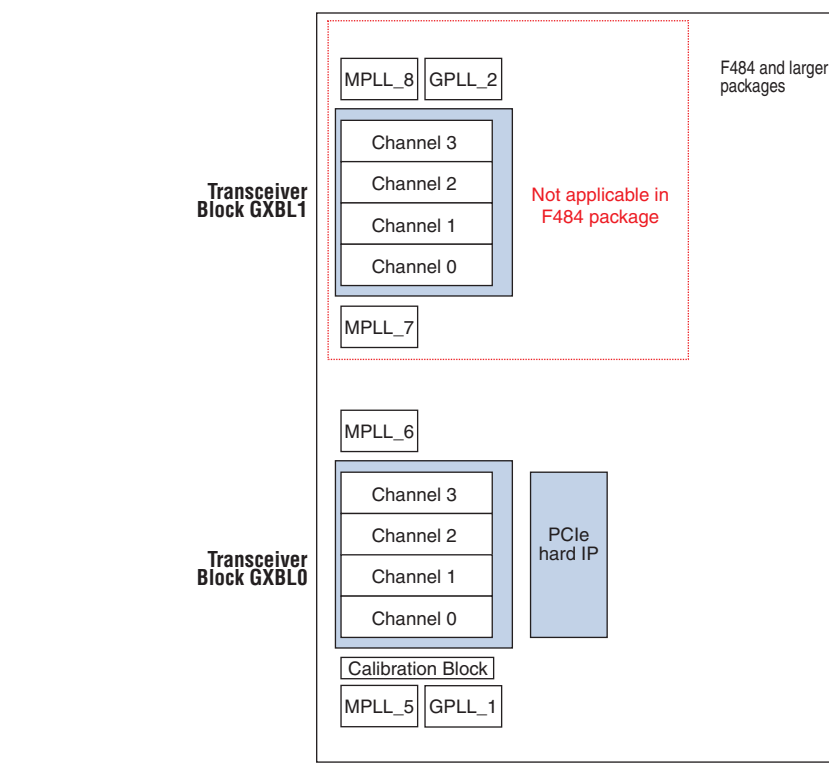 F484 and larger
packages
MPLL_8 GPLL_2
Channel 3
Channel 2
Channel 1
Channel 0
Transceiver
Block GXBL1
Not applicable in
F484 package
MPLL_7
MPLL_6
Channel 3
Channel 2
Channel 1
Channel 0
Transceiver
Block GXBL0
PCIe
hard IP
Calibration Block
MPLL_5 GPLL_1